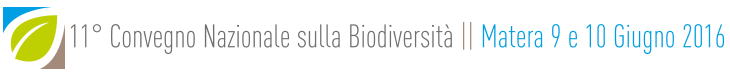 11° Convegno Nazionale sulla Biodiversità || Matera 9 e 10 Giugno 2016